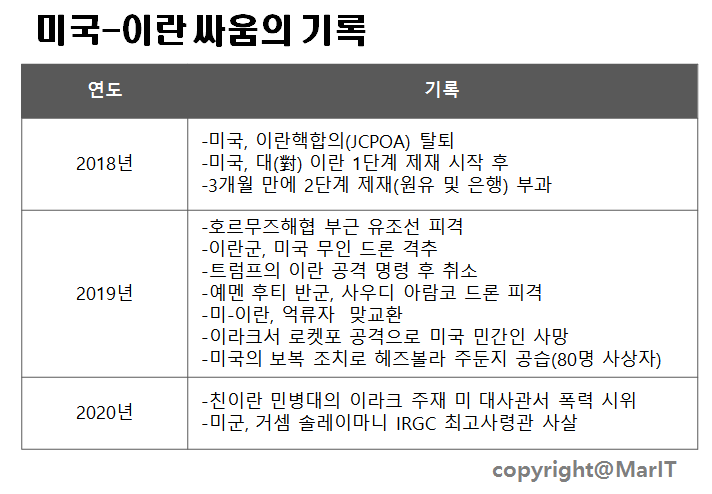 미국-이란 싸움의 기록
연도 기록
2018년
-미국, 이란핵합의(JCPOA) 탈퇴
-미국, 대(對) 이란 1단계 제재 시작 후
-3개월 만에 2단계 제재(원유 및 은행) 부과
2019년
-호르무즈해협 부근 유조선 피격
-이란군, 미국 무인 드론 격추
-트럼프의 이란 공격 명령 후 취소
-예멘 후티 반군, 사우디 아람코 드론 피격
-미-이란, 억류자 맞교환
-이라크서 로켓포 공격으로 미국 민간인 사망
-미국의 보복 조치로 헤즈볼라 주둔지 공습(80명 사상자)
2020년
-친이란 민병대의 이라크 주재 미 대사관서 폭력 시위
-미군, 거셈 솔레이마니 IRGC 최고사령관 사살
copyright@MarIT